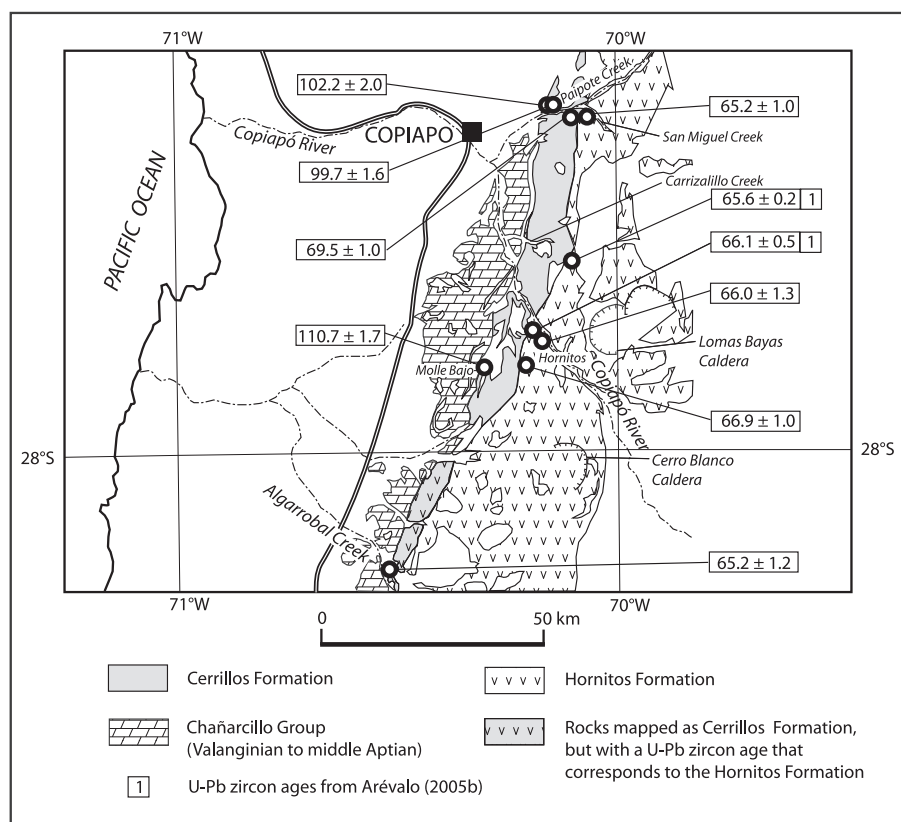 71°W
70°W
102.2 ± 2.0
Paipote Creek
65.2 ± 1.0
Copiapó River
COPIAPO
San Miguel Creek
99.7 ± 1.6
Carrizalillo Creek
65.6 ± 0.2 1
PACIFIC OCEAN
69.5 ± 1.0
66.1 ± 0.5 1
66.0 ± 1.3
110.7 ± 1.7
Molle Bajo
Hornitos
Lomas Bayas
Caldera
Copiapó River
66.9 ± 1.0
28°S
28°S
Cerro Blanco
Caldera
Algarrobal Creek
65.2 ± 1.2
71°W
70°W
0
50 km
Cerrillos Formation
Hornitos Formation
Chañarcillo Group
(Valanginian to middle Aptian)
Rocks mapped as Cerrillos Formation,
but with a U-Pb zircon age that
corresponds to the Hornitos Formation
1 U-Pb zircon ages from Arévalo (2005b)